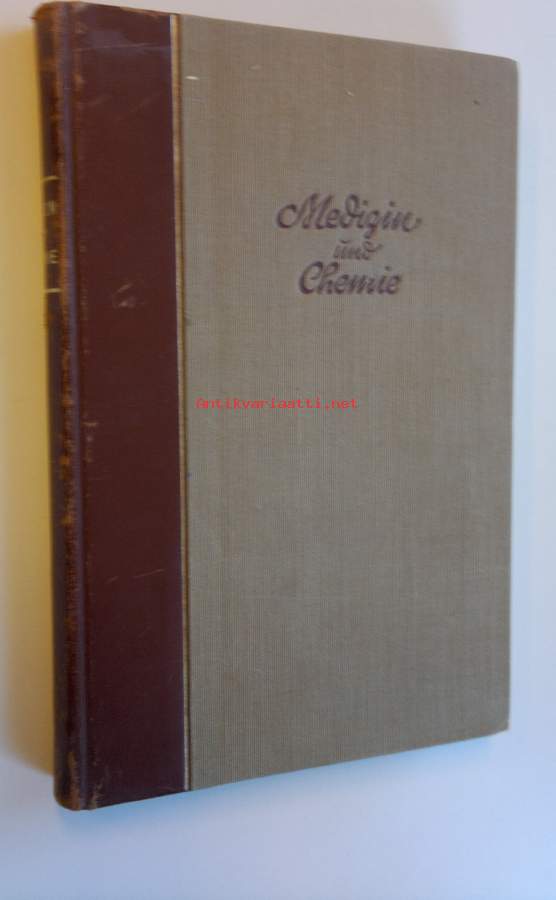 Medizin
und
Chemie
Antikvariaatti.net